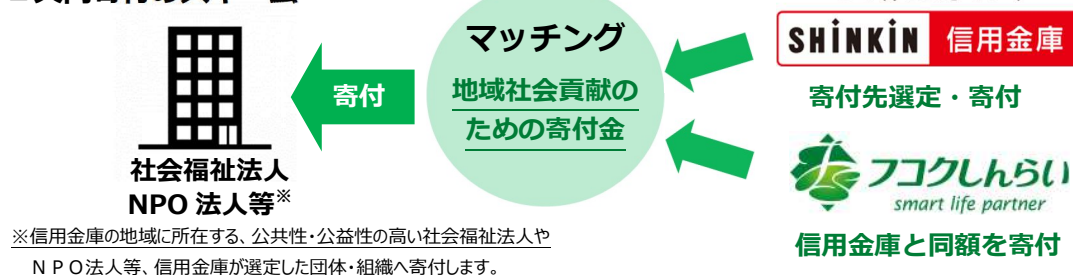 マッチング
地域社会貢献の
ための寄付金
寄付
社会福祉法人
NPO 法人等※
SHiNKiN 信用金庫
寄付先選定・寄付
フコクしんらい
smart life partner
信用金庫と同額を寄付
※信用金庫の地域に所在する、公共性・公益性の高い社会福祉法人や
ＮＰＯ法人等、信用金庫が選定した団体・組織へ寄付します。